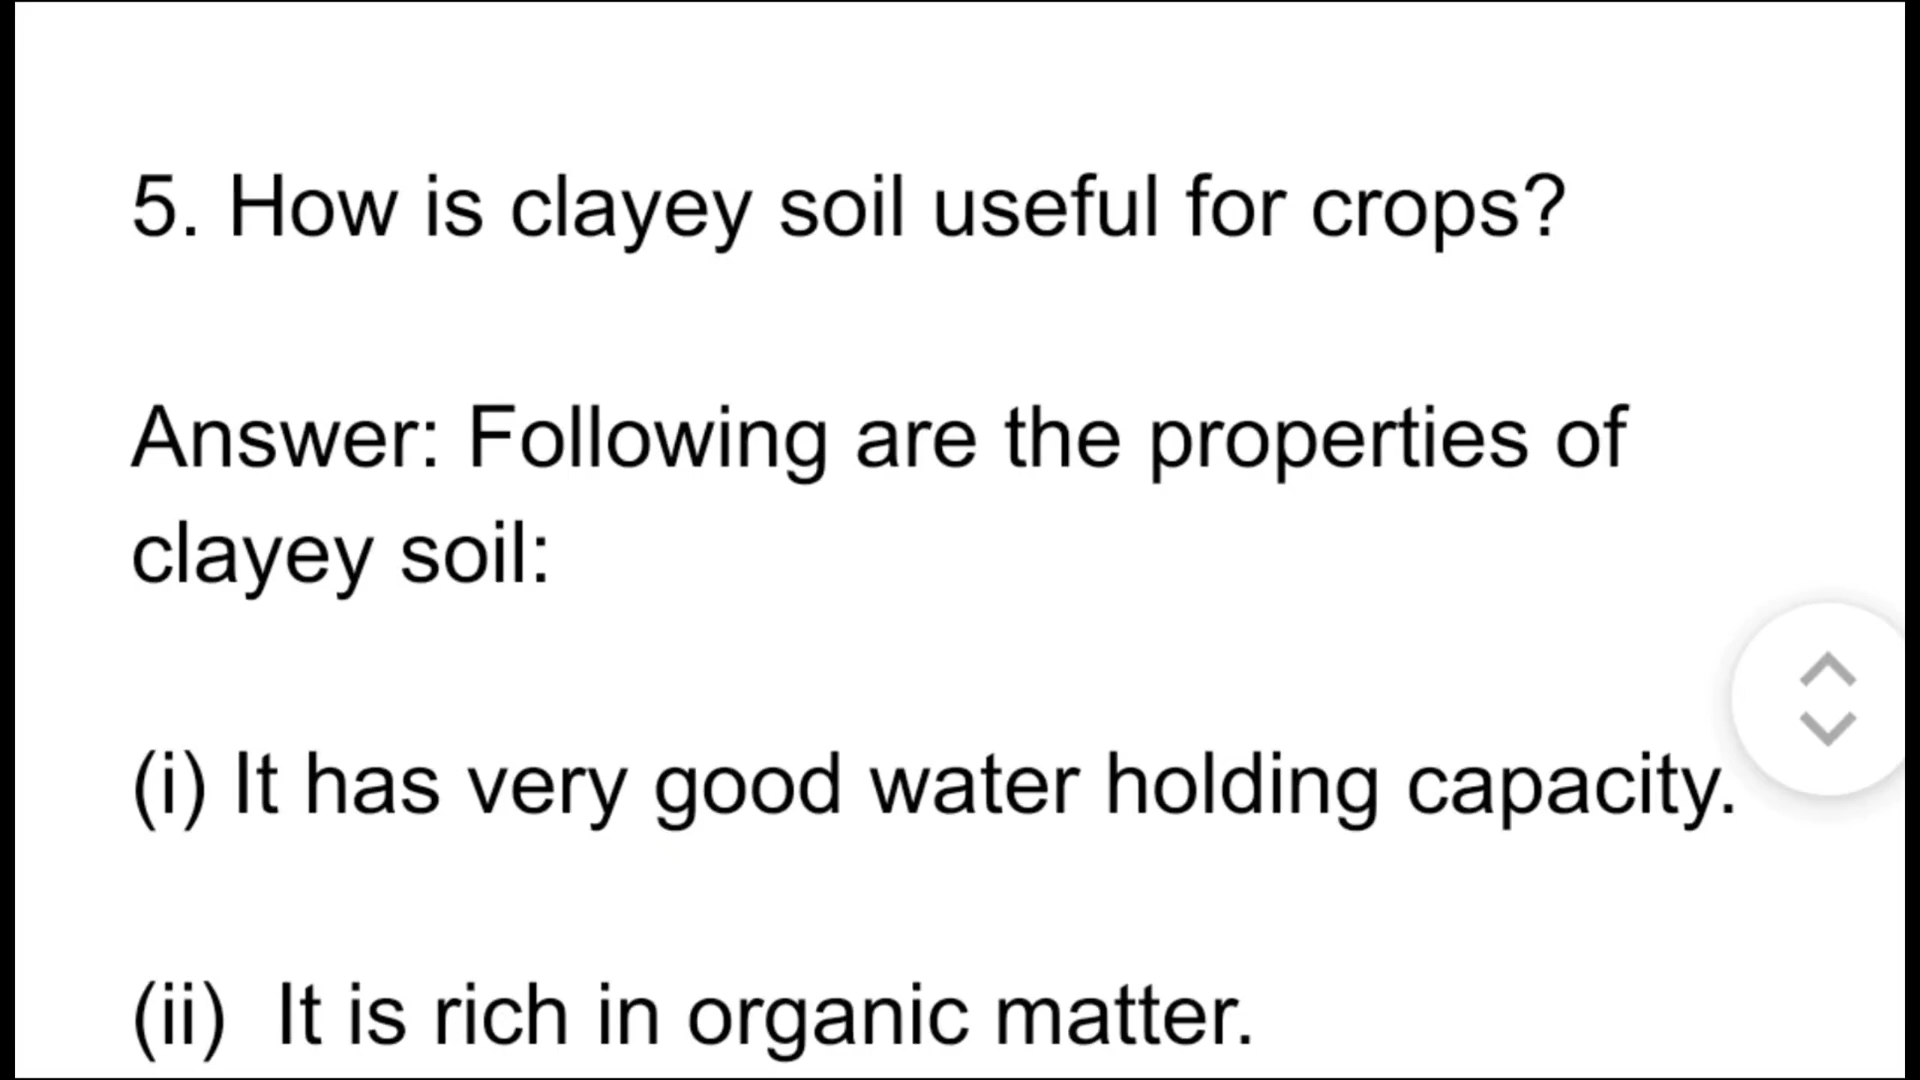 5. How is clayey soil useful for crops?
Answer: Following are the properties of
clayey soil:
(i) It has very good water holding capacity.
(ii) It is rich in organic matter.